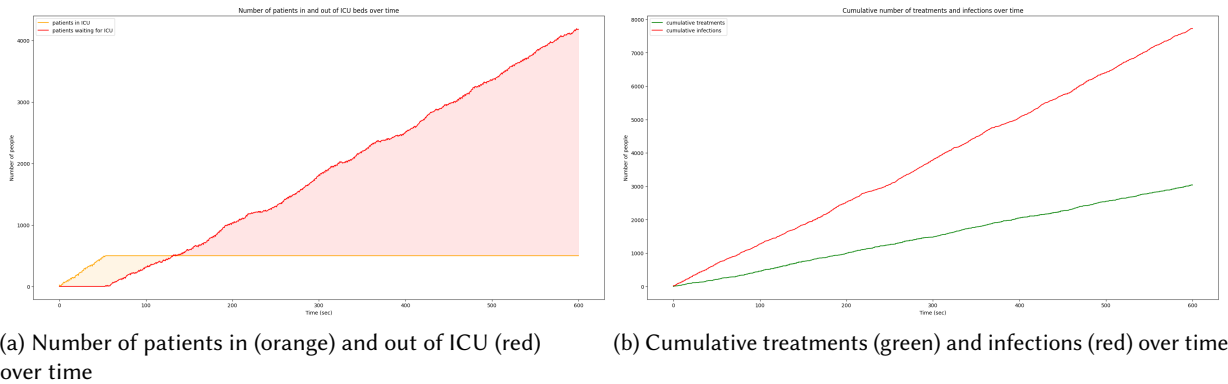 Number of patients in and out of ICU beds over time
patients in ICU
patients waiting for ICU
4000
3000
2000
1000
0
Number of people
0 100 200 300 400 500 600
Time (sec)
Cumulative number of treatments and infections over time
cumulative treatments
cumulative infections
8000
7000
6000
5000
4000
3000
2000
1000
0
Number of people
0 100 200 300 400 500 600
Time (sec)
(a) Number of patients in (orange) and out of ICU (red)
over time
(b) Cumulative treatments (green) and infections (red) over time